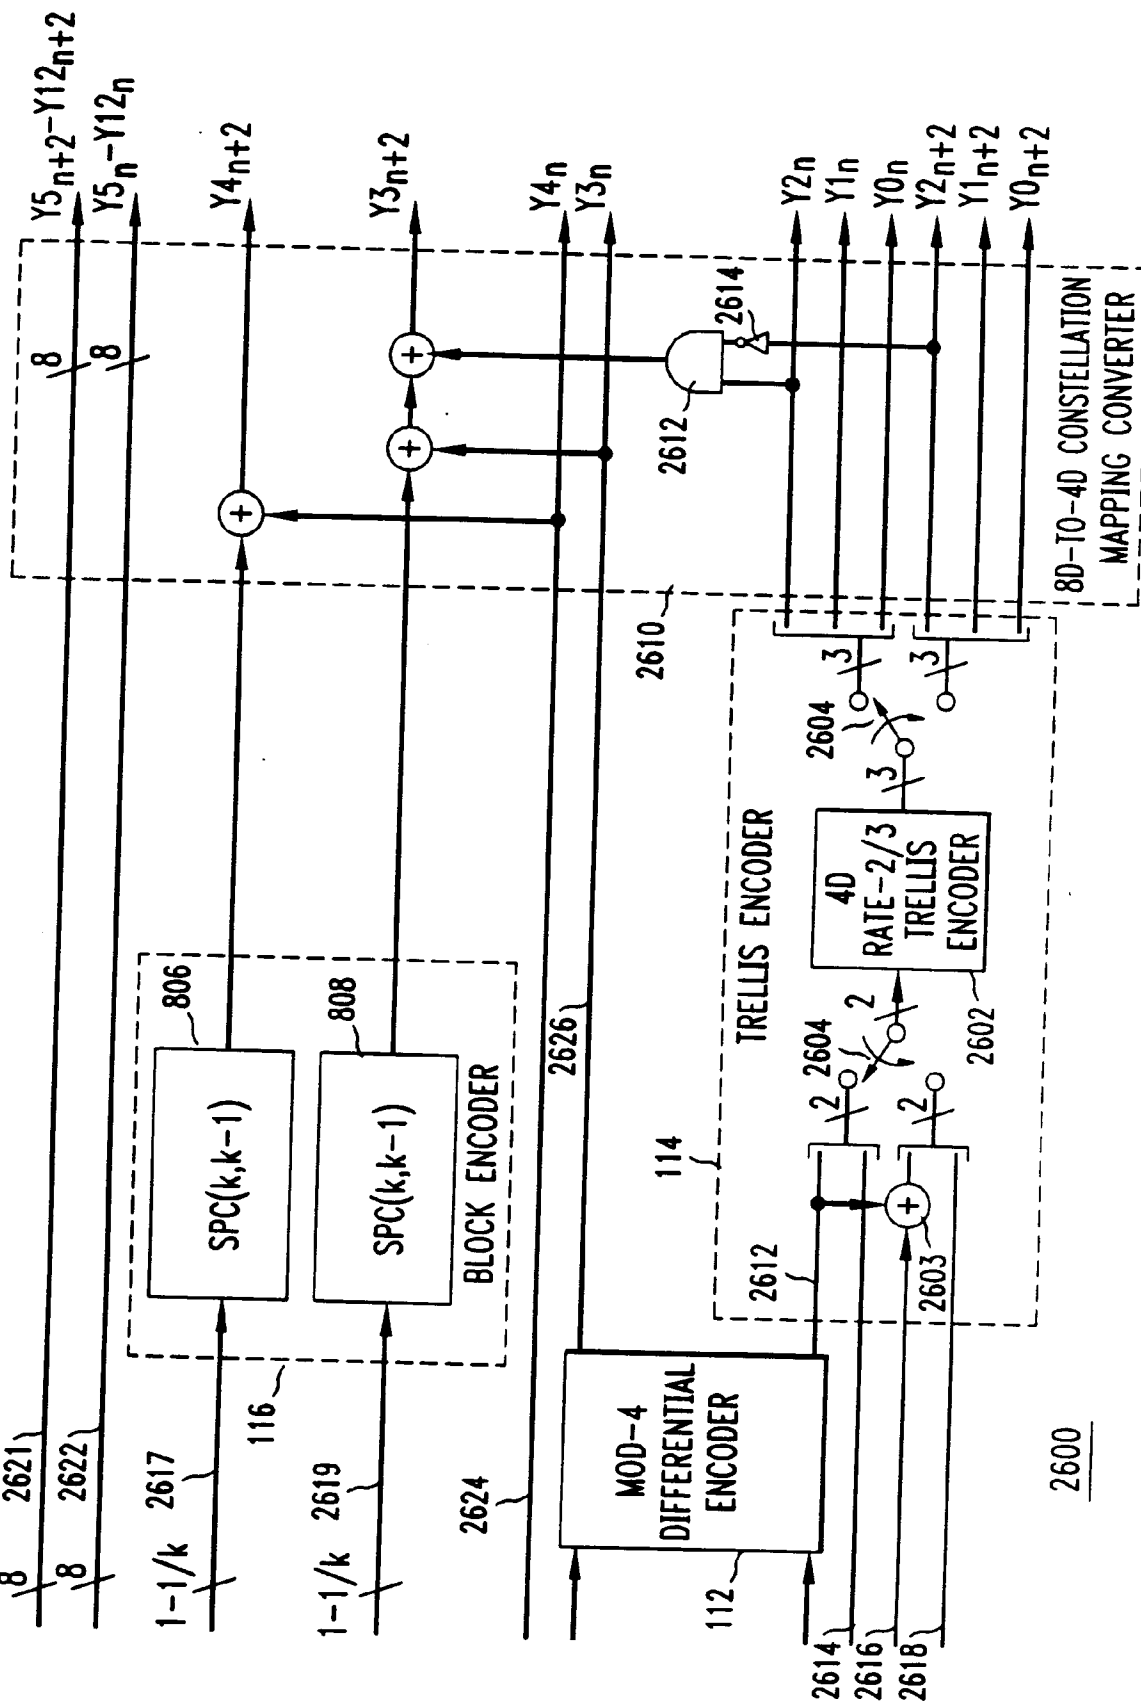 8 2621
8 2622
1-1/k 2617
1-1/k 2619
2624
112
2614
2616
2618
116
806
SPC(k,k-1)
808
SPC(k,k-1)
BLOCK ENCODER
MOD-4
DIFFERENTIAL
ENCODER
2626
114
TRELLIS ENCODER
2612
2603
2
2
2604
2
4D
RATE-2/3
TRELLIS
ENCODER
2602
3
2604
3
3
2610
8
8
+
+
+
+
2612
2614
8D-TO-4D CONSTELLATION
MAPPING CONVERTER
Y5n+2-Y12n+2
Y5n-Y12n
Y4n+2
Y3n+2
Y4n
Y3n
Y2n
Y1n
Y0n
Y2n+2
Y1n+2
Y0n+2
2600